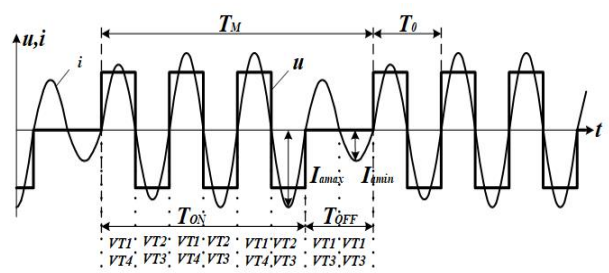 T_M
T_0
u,i
i
u
t
I_amax
I_amin
T_ON
T_OFF
VT1 VT2 VT1 VT2 VT1 VT2 VT1 VT1
VT4 VT3 VT4 VT3 VT4 VT3 VT3 VT3